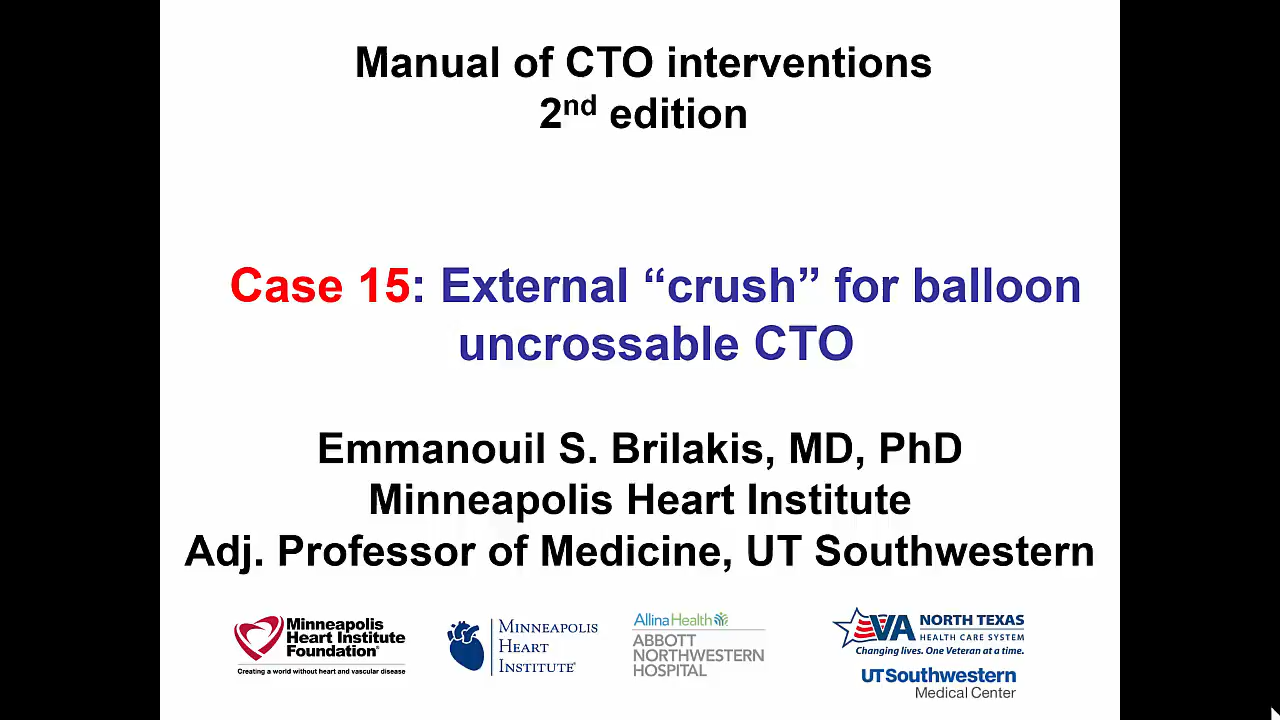 Manual of CTO interventions
2nd edition
Case 15: External “crush” for balloon
uncrossable CTO
Emmanouil S. Brilakis, MD, PhD
Minneapolis Heart Institute
Adj. Professor of Medicine, UT Southwestern
Minneapolis
Heart Institute
Foundation®
Creating a world without heart and vascular disease
MINNEAPOLIS
HEART
INSTITUTE®
AllinaHealth
ABBOTT
NORTHWESTERN
HOSPITAL
VA NORTH TEXAS
HEALTH CARE SYSTEM
Changing lives. One Veteran at a time.
UTSouthwestern
Medical Center